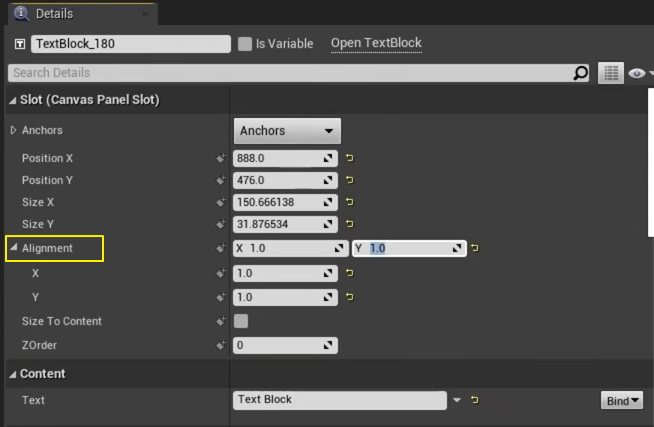 Details
TextBlock_180 Is Variable Open TextBlock
Search Details
Slot (Canvas Panel Slot)
Anchors Anchors
Position X 888.0
Position Y 476.0
Size X 150.666138
Size Y 31.876534
Alignment X 1.0 Y 1.0
X 1.0
Y 1.0
Size To Content
ZOrder 0
Content
Text Text Block Bind